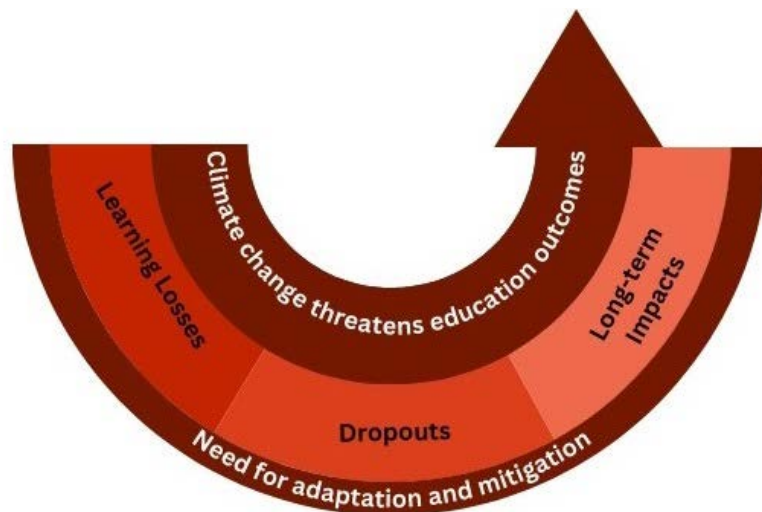 Climate change threatens education outcomes
Learning Losses
Dropouts
Long-term
Impacts
Need for adaptation and mitigation